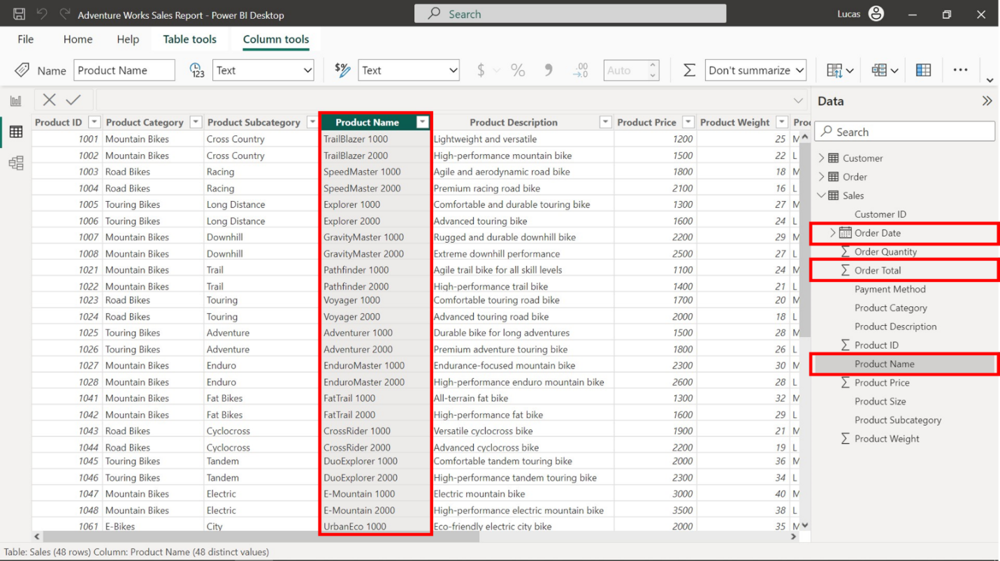 Adventure Works Sales Report - Power BI Desktop
Search
Lucas
File Home Help Table tools Column tools
Name Product Name 123 Text $% Text $ % 9 .00 →.0 Auto Σ Don't summarize ...
Data
Product ID Product Category Product Subcategory Product Name Product Description Product Price Product Weight Proc
1001 Mountain Bikes Cross Country TrailBlazer 1000 Lightweight and versatile 1200 25 M
1002 Mountain Bikes Cross Country TrailBlazer 2000 High-performance mountain bike 1500 22 L
1003 Road Bikes Racing SpeedMaster 1000 Agile and aerodynamic road bike 1800 18 M
1004 Road Bikes Racing SpeedMaster 2000 Premium racing road bike 2100 16 L
1005 Touring Bikes Long Distance Explorer 1000 Comfortable and durable touring bike 1300 27 M
1006 Touring Bikes Long Distance Explorer 2000 Advanced touring bike 1600 24 L
1007 Mountain Bikes Downhill GravityMaster 1000 Rugged and durable downhill bike 2200 29 M
1008 Mountain Bikes Downhill GravityMaster 2000 Extreme downhill performance 2500 27 L
1021 Mountain Bikes Trail Pathfinder 1000 Agile trail bike for all skill levels 1100 24 M
1022 Mountain Bikes Trail Pathfinder 2000 High-performance trail bike 1400 21 L
1023 Road Bikes Touring Voyager 1000 Comfortable touring road bike 1700 20 M
1024 Road Bikes Touring Voyager 2000 Advanced touring road bike 2000 18 L
1025 Touring Bikes Adventure Adventurer 1000 Durable bike for long adventures 1500 28 M
1026 Touring Bikes Adventure Adventurer 2000 Premium adventure touring bike 1800 26 L
1027 Mountain Bikes Enduro EnduroMaster 1000 Endurance-focused mountain bike 2300 30 M
1028 Mountain Bikes Enduro EnduroMaster 2000 High-performance enduro mountain bike 2600 28 L
1041 Mountain Bikes Fat Bikes FatTrail 1000 All-terrain fat bike 1300 32 M
1042 Mountain Bikes Fat Bikes FatTrail 2000 High-performance fat bike 1600 29 L
1043 Road Bikes Cyclocross CrossRider 1000 Versatile cyclocross bike 1900 21 M
1044 Road Bikes Cyclocross CrossRider 2000 Advanced cyclocross bike 2200 19 L
1045 Touring Bikes Tandem DuoExplorer 1000 Comfortable tandem touring bike 2000 36 M
1046 Touring Bikes Tandem DuoExplorer 2000 High-performance tandem touring bike 2300 34 L
1047 Mountain Bikes Electric E-Mountain 1000 Electric mountain bike 3000 40 M
1048 Mountain Bikes Electric E-Mountain 2000 High-performance electric mountain bike 3500 38 L
1061 E-Bikes City UrbanEco 1000 Eco-friendly electric city bike 2000 35 M
Search
Customer
Order
Sales
Customer ID
Order Date
Σ Order Quantity
Σ Order Total
Payment Method
Product Category
Product Description
Σ Product ID
Product Name
Σ Product Price
Product Size
Product Subcategory
Σ Product Weight
Table: Sales (48 rows) Column: Product Name (48 distinct values)